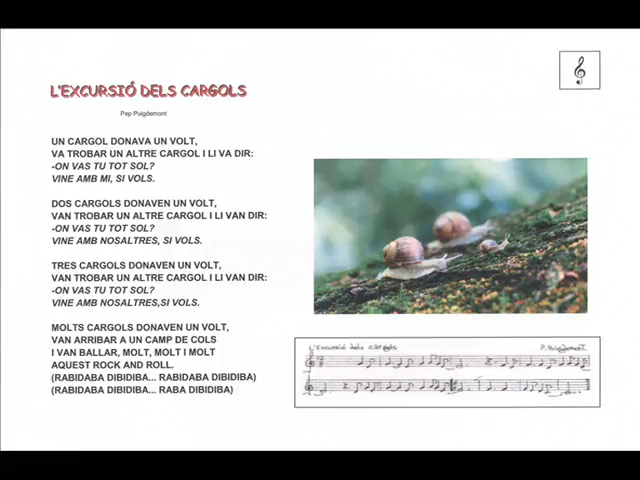 L'EXCURSIÓ DELS CARGOLS
Pep Puigdemont
UN CARGOL DONAVA UN VOLT,
VA TROBAR UN ALTRE CARGOL I LI VA DIR:
-ON VAS TU TOT SOL?
VINE AMB MI, SI VOLS.
DOS CARGOLS DONAVEN UN VOLT,
VAN TROBAR UN ALTRE CARGOL I LI VAN DIR:
-ON VAS TU TOT SOL?
VINE AMB NOSALTRES, SI VOLS.
TRES CARGOLS DONAVEN UN VOLT,
VAN TROBAR UN ALTRE CARGOL I LI VAN DIR:
-ON VAS TU TOT SOL?
VINE AMB NOSALTRES,SI VOLS.
MOLTS CARGOLS DONAVEN UN VOLT,
VAN ARRIBAR A UN CAMP DE COLS
I VAN BALLAR, MOLT, MOLT I MOLT
AQUEST ROCK AND ROLL.
(RABIDABA DIBIDIBA... RABIDABA DIBIDIBA)
(RABIDABA DIBIDIBA... RABA DIBIDIBA)
L'Excursió dels cargols
P. Puigdemont